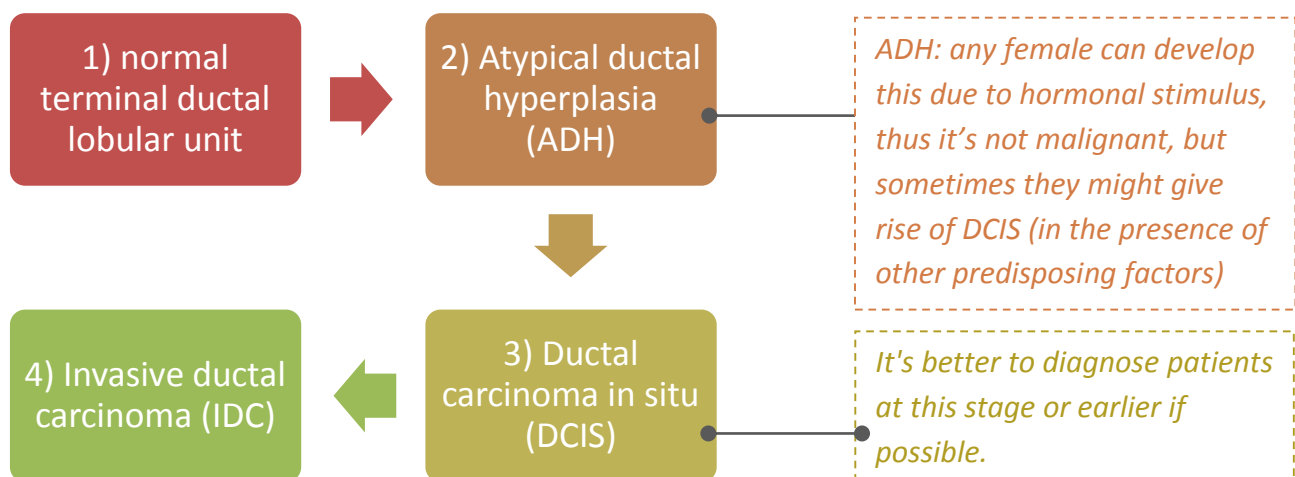 1) normal
terminal ductal
lobular unit
2) Atypical ductal
hyperplasia
(ADH)
ADH: any female can develop
this due to hormonal stimulus,
thus it's not malignant, but
sometimes they might give
rise of DCIS (in the presence of
other predisposing factors)
3) Ductal
carcinoma in situ
(DCIS)
It's better to diagnose patients
at this stage or earlier if
possible.
4) Invasive ductal
carcinoma (IDC)